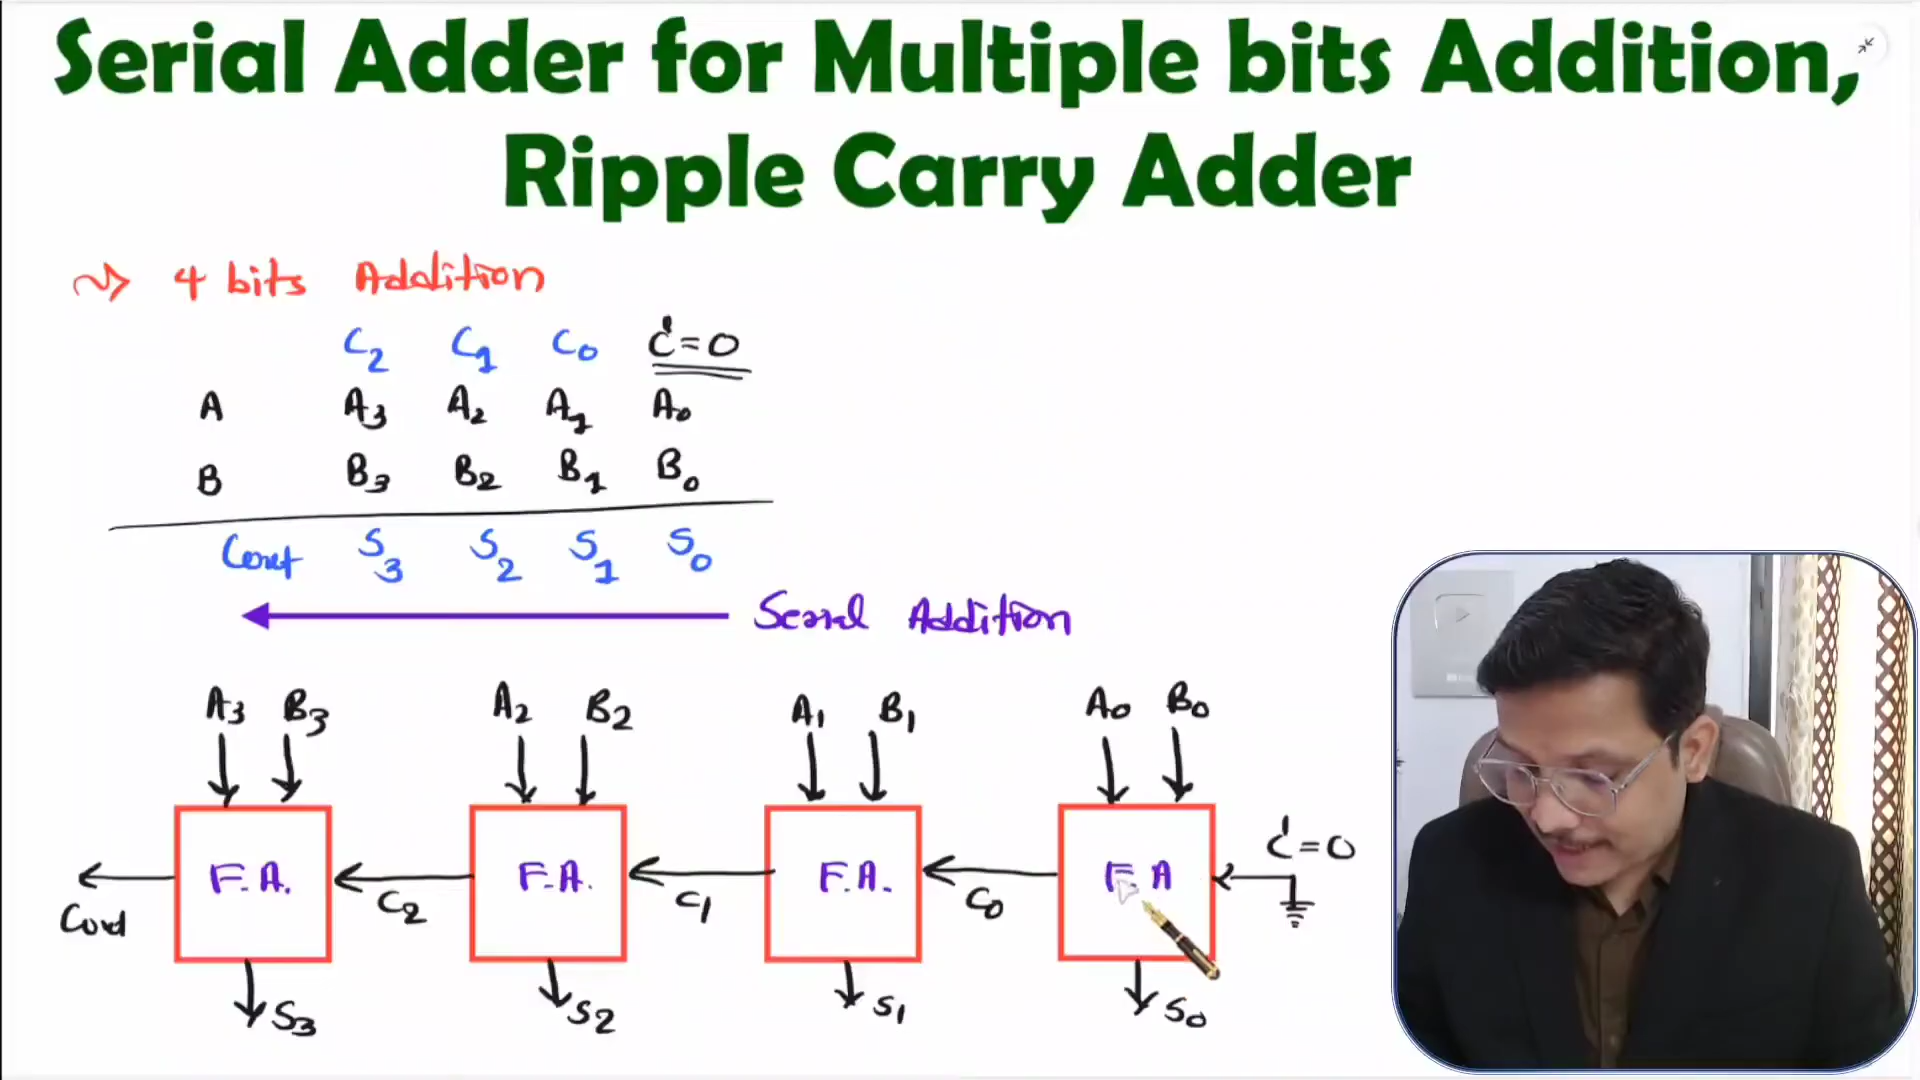 Serial Adder for Multiple bits Addition,
Ripple Carry Adder
4 bits Addition
C2 C1 C0 Ci=0
A A3 A2 A1 A0
B B3 B2 B1 B0
Cout S3 S2 S1 S0
Serial Addition
A3 B3 A2 B2 A1 B1 A0 B0
F.A. F.A. F.A. F.A Ci=0
Cout C2 C1 C0
S3 S2 S1 S0